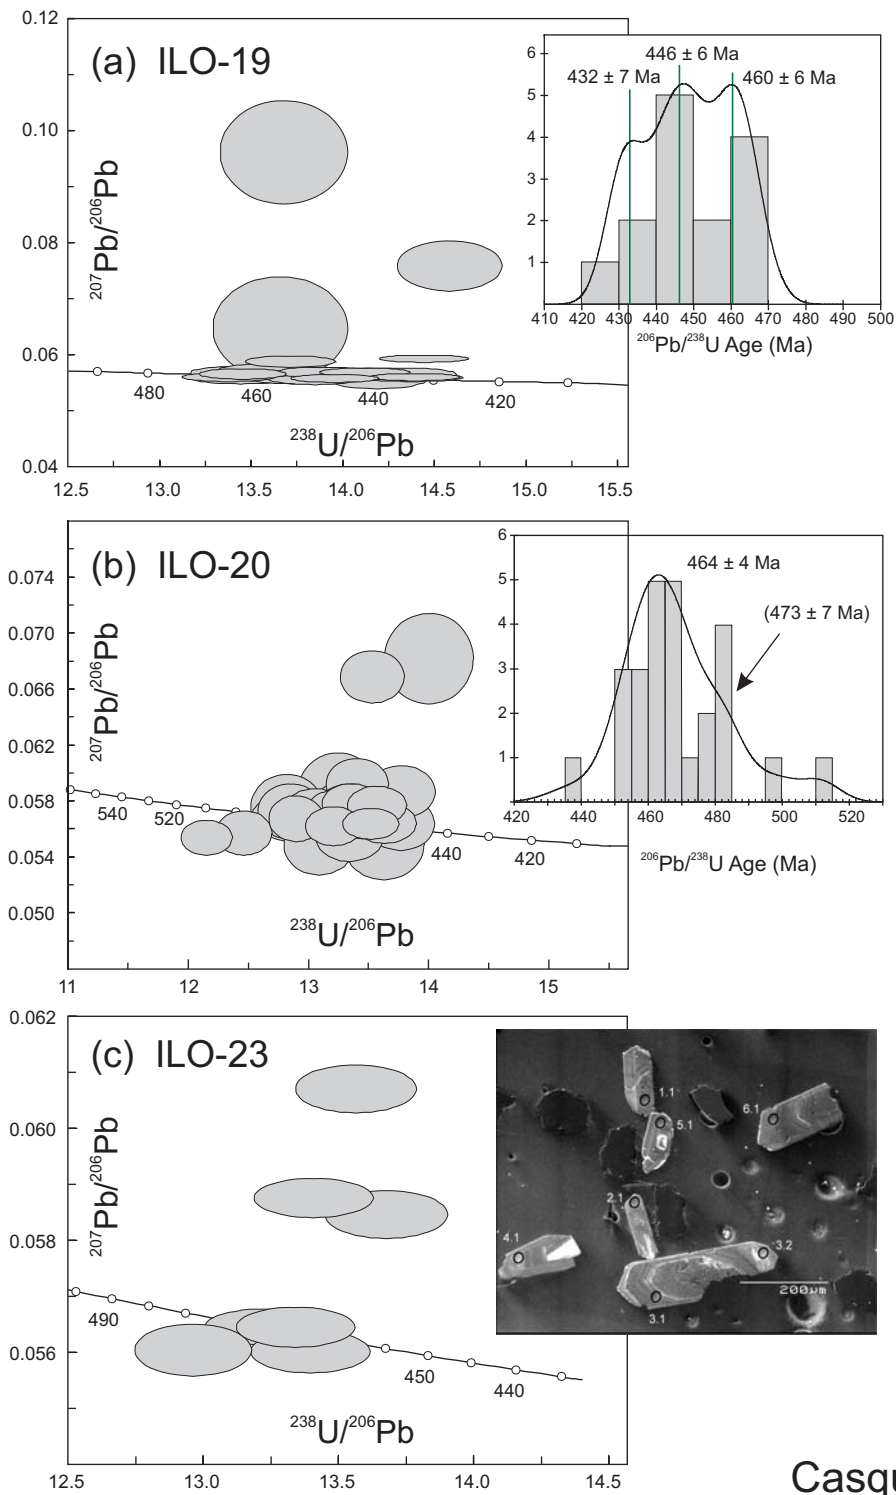 0.12
(a) ILO-19
0.10
0.08
0.06
0.04
²⁰⁷Pb/²⁰⁶Pb
480
460
440
420
²³⁸U/²⁰⁶Pb
12.5 13.0 13.5 14.0 14.5 15.0 15.5
446 ± 6 Ma
432 ± 7 Ma
460 ± 6 Ma
6
5
4
3
2
1
410 420 430 440 450 460 470 480 490 500
²⁰⁶Pb/²³⁸U Age (Ma)
(b) ILO-20
0.074
0.070
0.066
0.062
0.058
0.054
0.050
²⁰⁷Pb/²⁰⁶Pb
540
520
440
420
²³⁸U/²⁰⁶Pb
11 12 13 14 15
464 ± 4 Ma
(473 ± 7 Ma)
6
5
4
3
2
1
420 440 460 480 500 520
²⁰⁶Pb/²³⁸U Age (Ma)
(c) ILO-23
0.062
0.060
0.058
0.056
²⁰⁷Pb/²⁰⁶Pb
490
450
440
²³⁸U/²⁰⁶Pb
12.5 13.0 13.5 14.0 14.5
1.1
5.1
6.1
2.1
4.1
3.2
3.1
200µm
Casqu